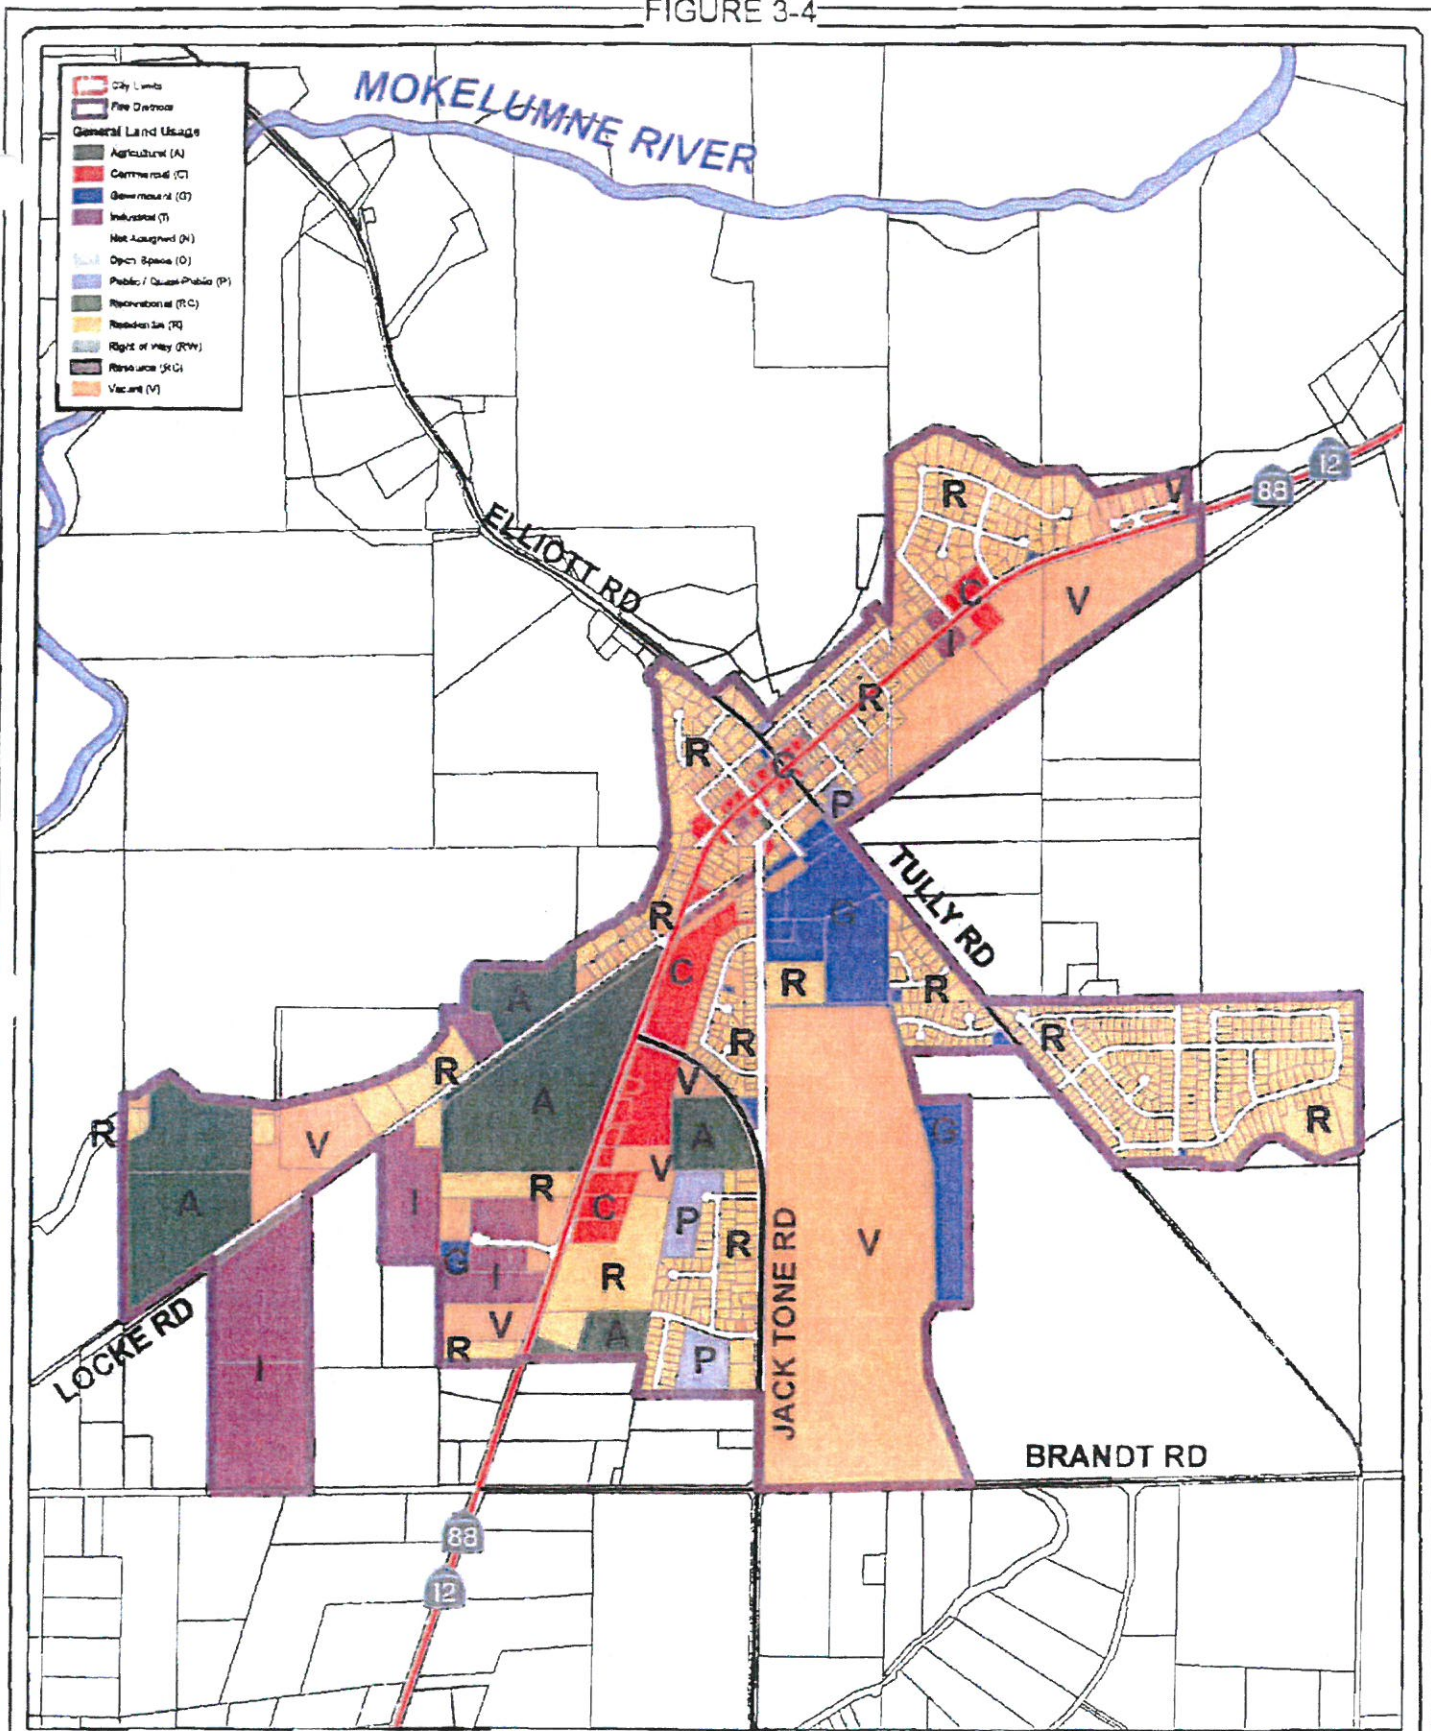 FIGURE 3-4
City Limits
Fire Districts
General Land Usage
Agricultural (A)
Commercial (C)
Government (G)
Industrial (I)
Not Assigned (N)
Open Space (O)
Public / Quasi-Public (P)
Recreational (RC)
Residential (R)
Right of Way (RW)
Resource (RC)
Vacant (V)
MOKELUMNE RIVER
12
88
R
V
ELLIOTT RD
C
V
I
R
R
C
P
TULLY RD
G
R
C
R
R
A
R
R
R
V
A
G
A
R
R
V
V
A
R
C
I
P
R
JACK TONE RD
V
G
I
R
LOCKE RD
V
A
R
P
I
BRANDT RD
88
12